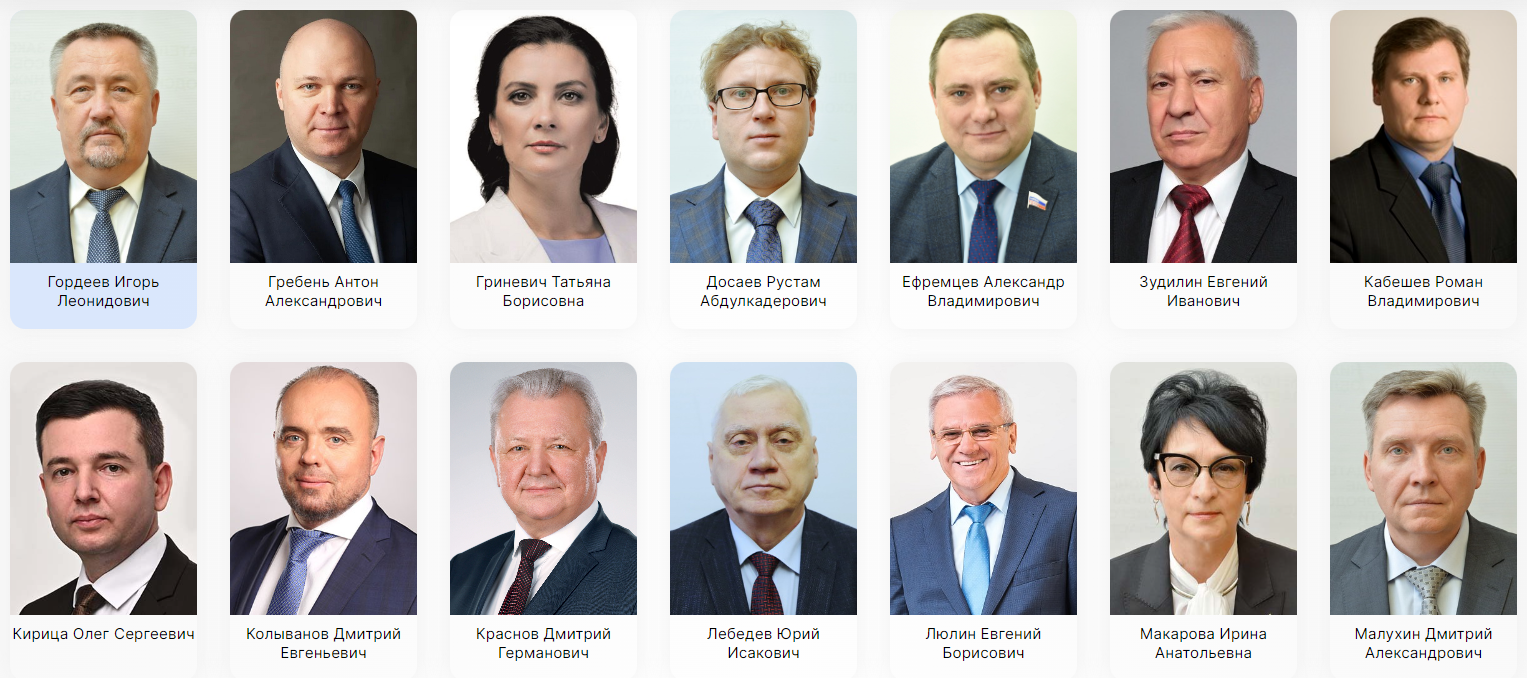 Гордеев Игорь
Леонидович
Гребень Антон
Александрович
Гриневич Татьяна
Борисовна
Досаев Рустам
Абдулкадерович
Ефремцев Александр
Владимирович
Зудилин Евгений
Иванович
Кабешев Роман
Владимирович
Кирица Олег Сергеевич
Колыванов Дмитрий
Евгеньевич
Краснов Дмитрий
Германович
Лебедев Юрий
Исакович
Люлин Евгений
Борисович
Макарова Ирина
Анатольевна
Малухин Дмитрий
Александрович